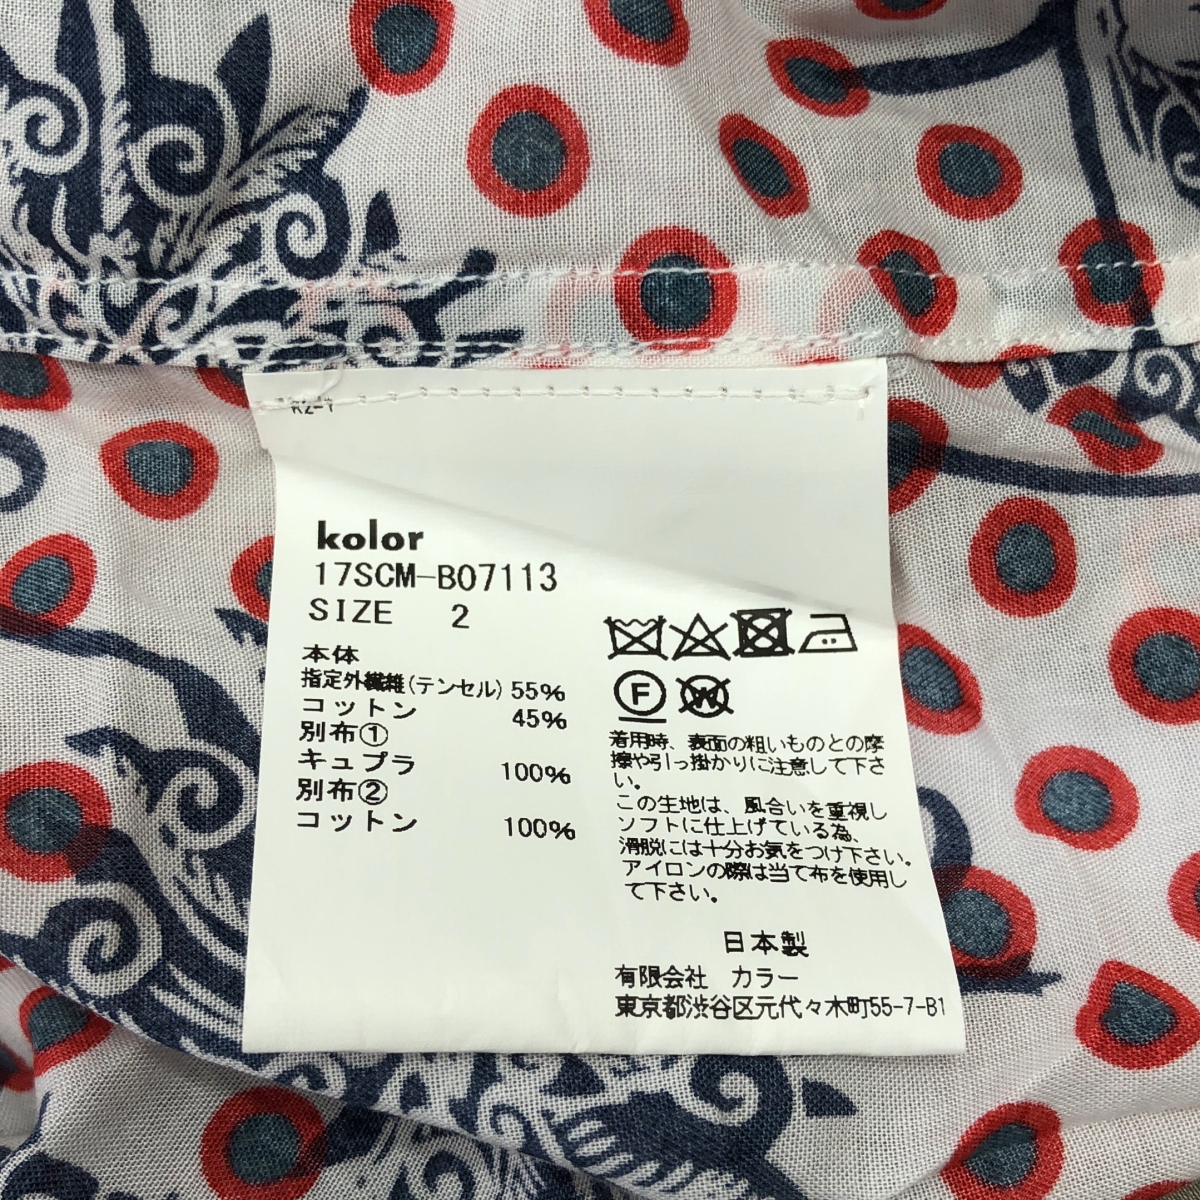 kolor
17SCM-B07113
SIZE 2
本体
指定外繊維(テンセル) 55%
コットン 45%
別布①
キュプラ 100%
別布②
コットン 100%
F
W
着用時、表面の粗いものとの摩
擦や引っ掛かりに注意して下さ
い。
この生地は、風合いを重視し
ソフトに仕上げている為、
滑脱には十分お気をつけ下さい。
アイロンの際は当て布を使用し
て下さい。
日本製
有限会社 カラー
東京都渋谷区元代々木町55-7-B1